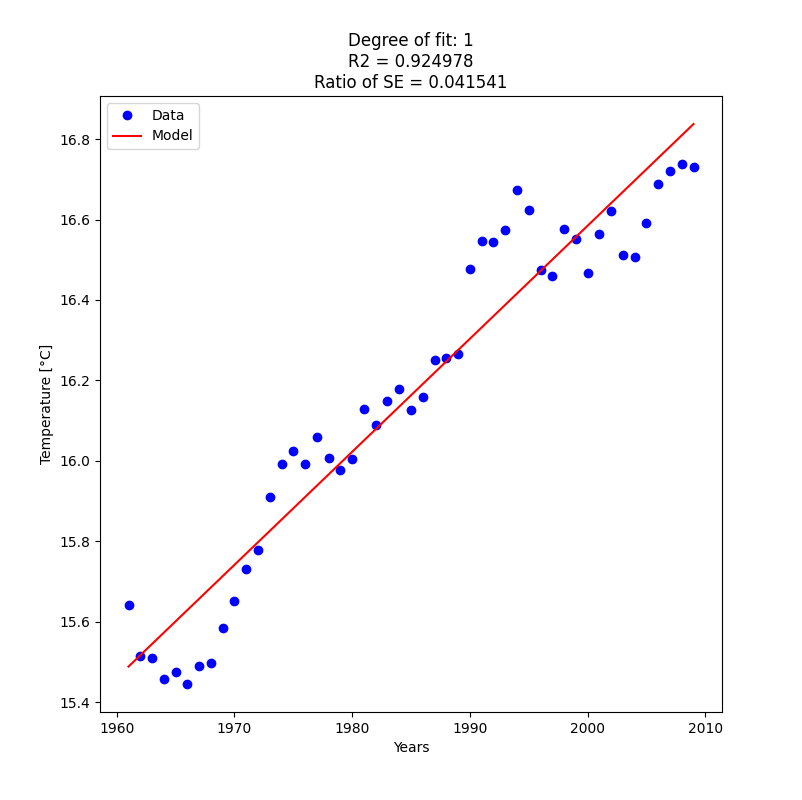 Degree of fit: 1
R2 = 0.924978
Ratio of SE = 0.041541
Data
Model
16.8
16.6
16.4
16.2
16.0
15.8
15.6
15.4
Temperature [°C]
1960 1970 1980 1990 2000 2010
Years